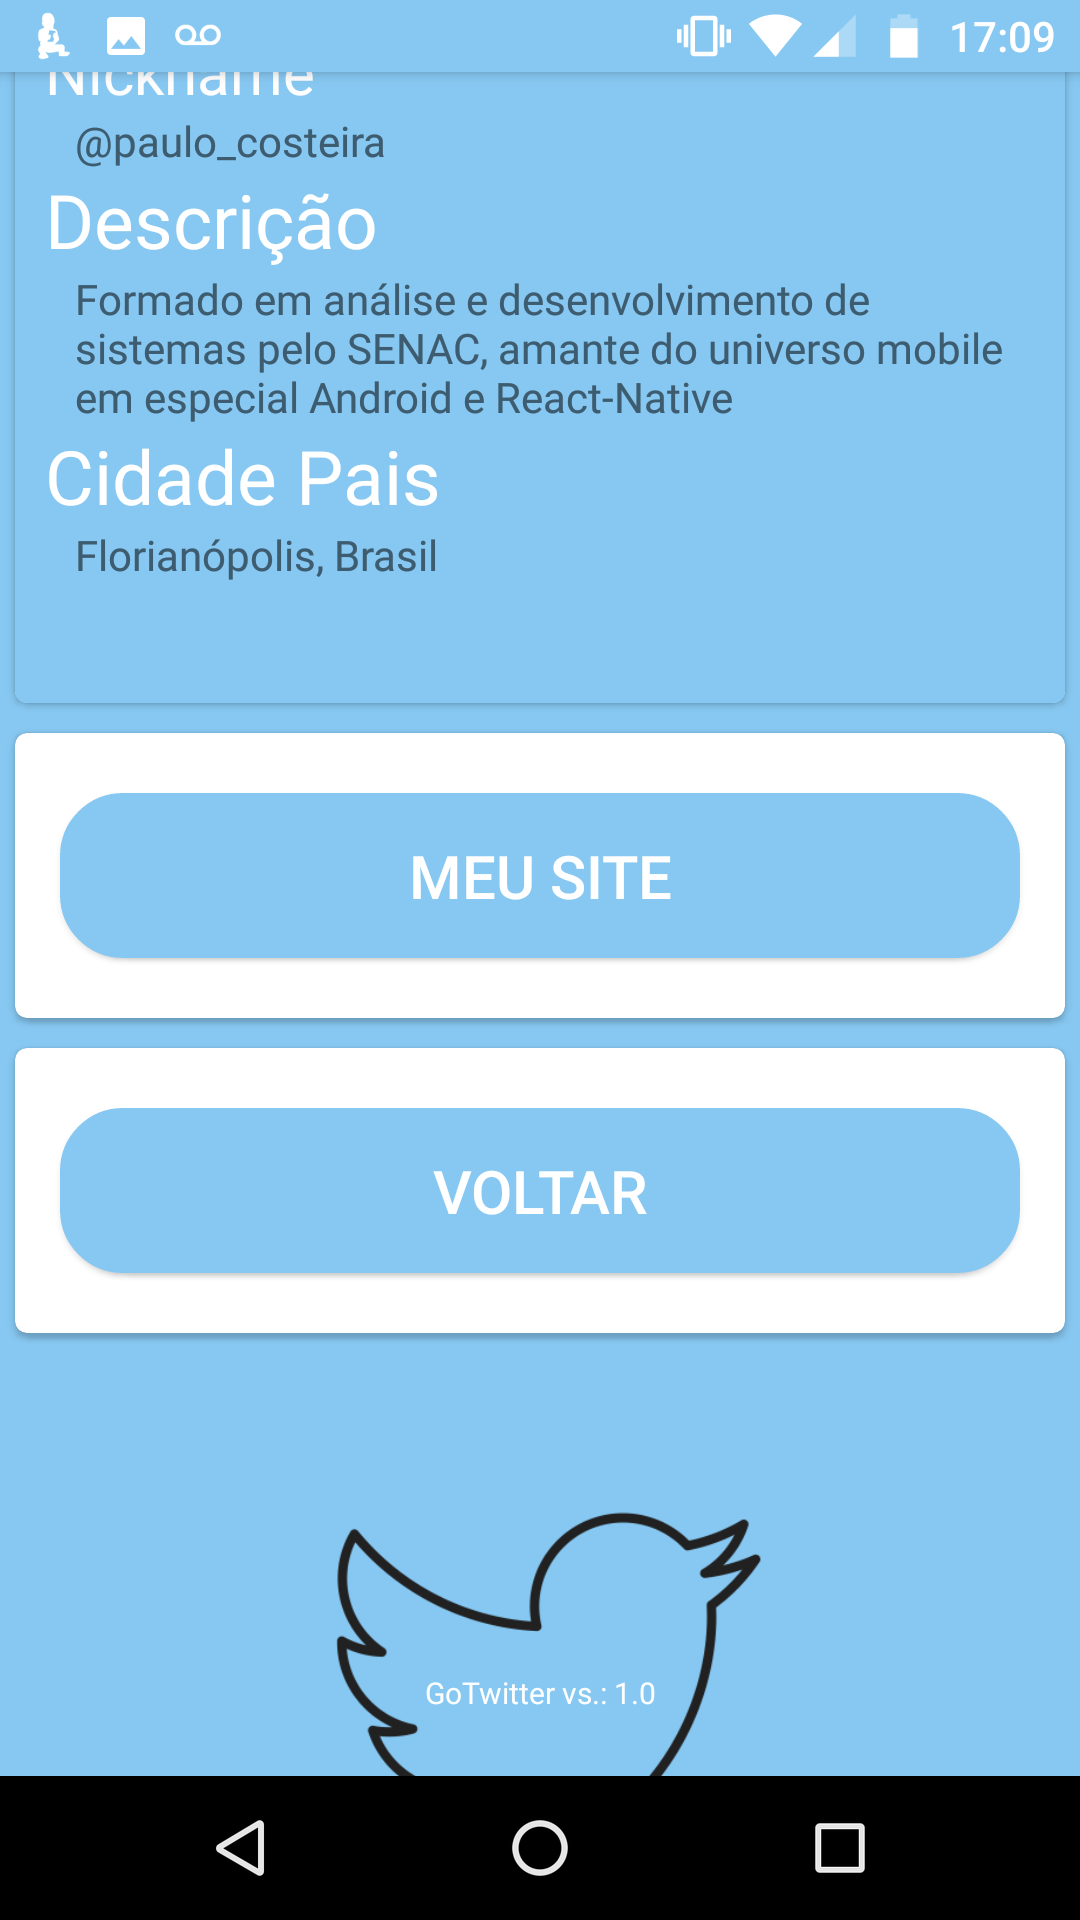 17:09
Nickname
@paulo_costeira
Descrição
Formado em análise e desenvolvimento de
sistemas pelo SENAC, amante do universo mobile
em especial Android e React-Native
Cidade Pais
Florianópolis, Brasil
MEU SITE
VOLTAR
GoTwitter vs.: 1.0